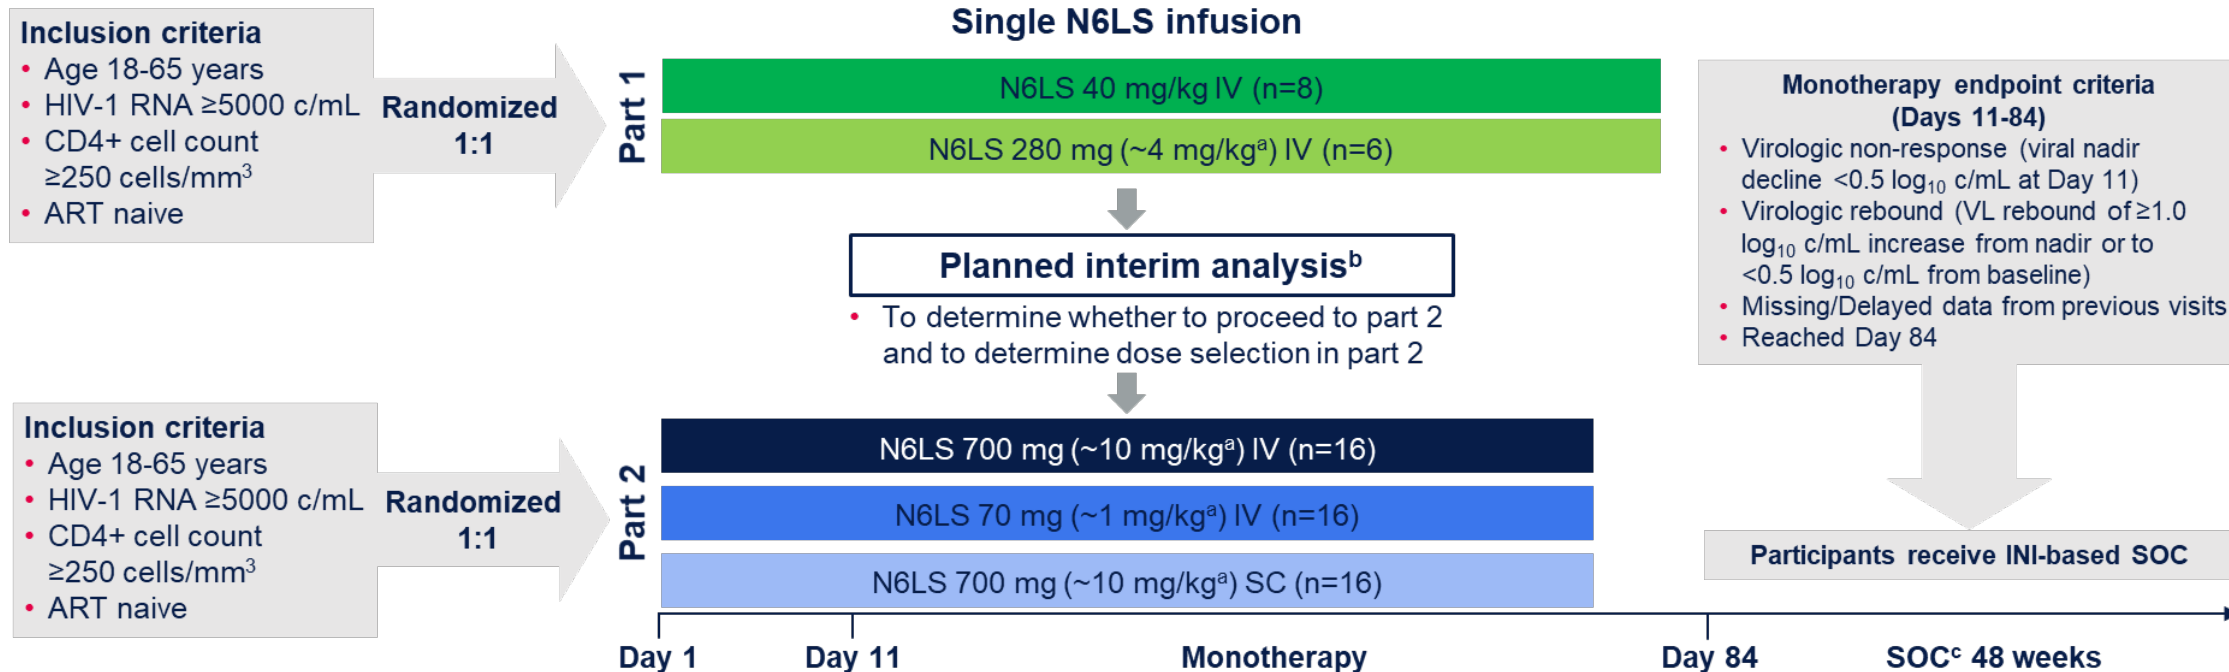 Single N6LS infusion
Inclusion criteria
• Age 18-65 years
• HIV-1 RNA ≥5000 c/mL
• CD4+ cell count
≥250 cells/mm³
• ART naive
Randomized
1:1
Part 1
N6LS 40 mg/kg IV (n=8)
N6LS 280 mg (~4 mg/kgᵃ) IV (n=6)
Planned interim analysisᵇ
• To determine whether to proceed to part 2
and to determine dose selection in part 2
Inclusion criteria
• Age 18-65 years
• HIV-1 RNA ≥5000 c/mL
• CD4+ cell count
≥250 cells/mm³
• ART naive
Randomized
1:1
Part 2
N6LS 700 mg (~10 mg/kgᵃ) IV (n=16)
N6LS 70 mg (~1 mg/kgᵃ) IV (n=16)
N6LS 700 mg (~10 mg/kgᵃ) SC (n=16)
Monotherapy endpoint criteria
(Days 11-84)
• Virologic non-response (viral nadir
decline <0.5 log₁₀ c/mL at Day 11)
• Virologic rebound (VL rebound of ≥1.0
log₁₀ c/mL increase from nadir or to
<0.5 log₁₀ c/mL from baseline)
• Missing/Delayed data from previous visits
• Reached Day 84
Participants receive INI-based SOC
Day 1
Day 11
Monotherapy
Day 84
SOCᶜ 48 weeks